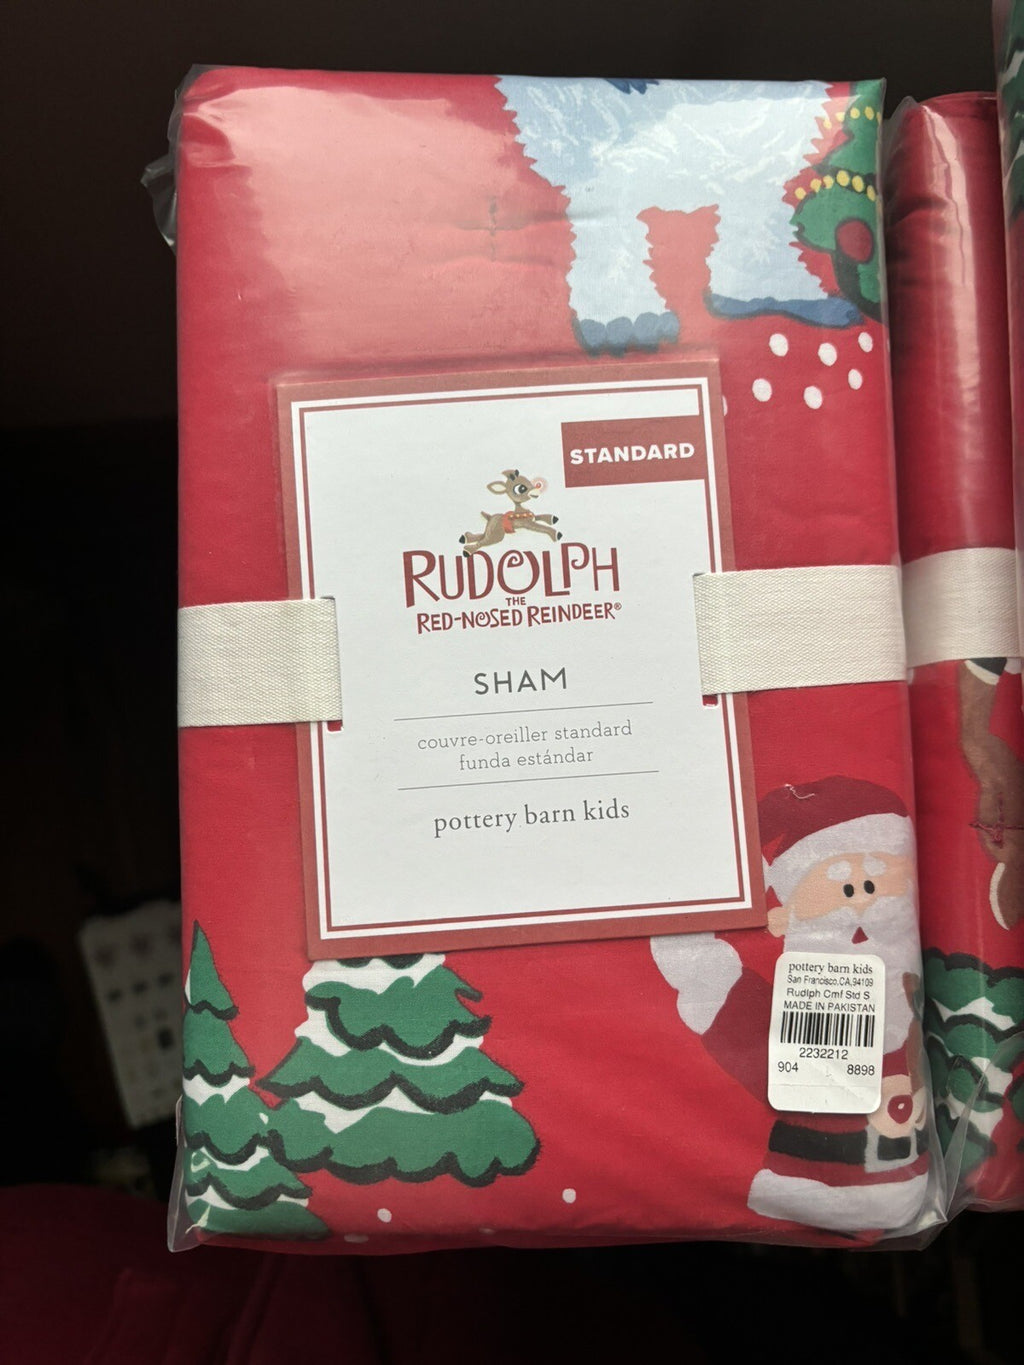 STANDARD
RUDOLPH
THE
RED-NOSED REINDEER®
SHAM
couvre-oreiller standard
funda estándar
pottery barn kids
pottery barn kids
San Francisco,CA,94109
Rudlph Cmf Std S
MADE IN PAKISTAN
2232212
904 8898